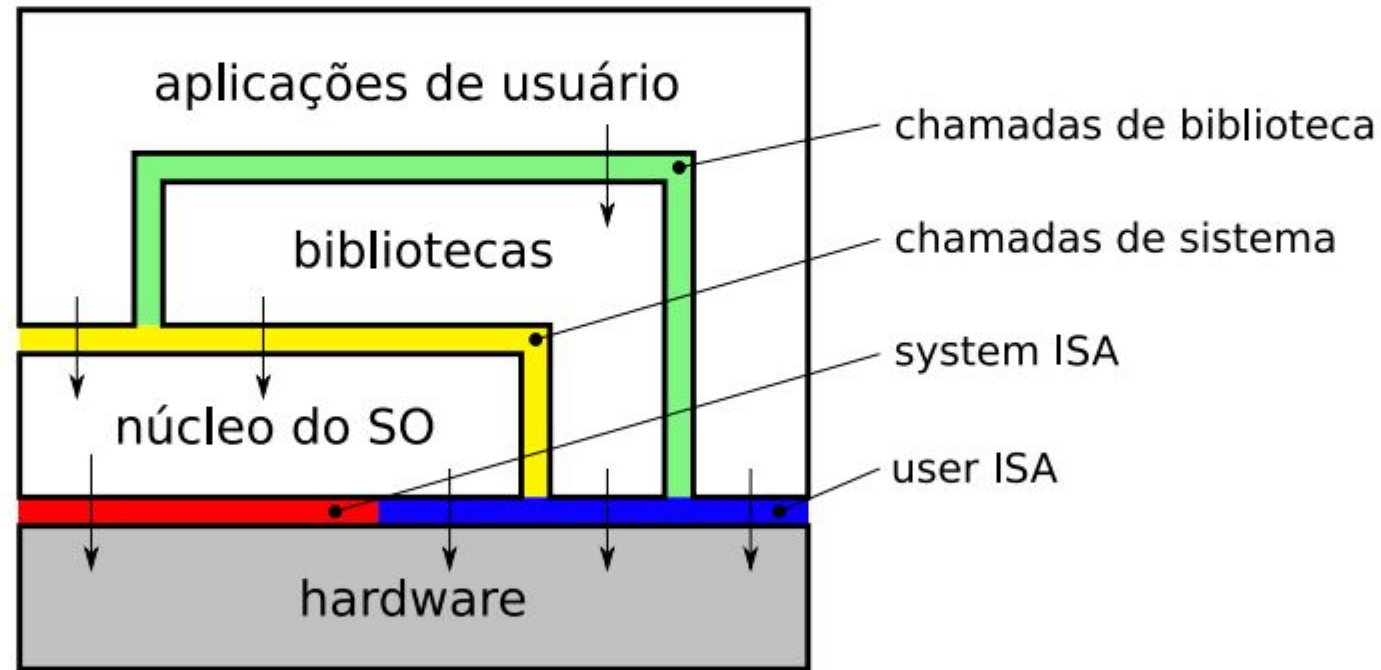 aplicações de usuário
chamadas de biblioteca
bibliotecas
chamadas de sistema
system ISA
núcleo do SO
user ISA
hardware